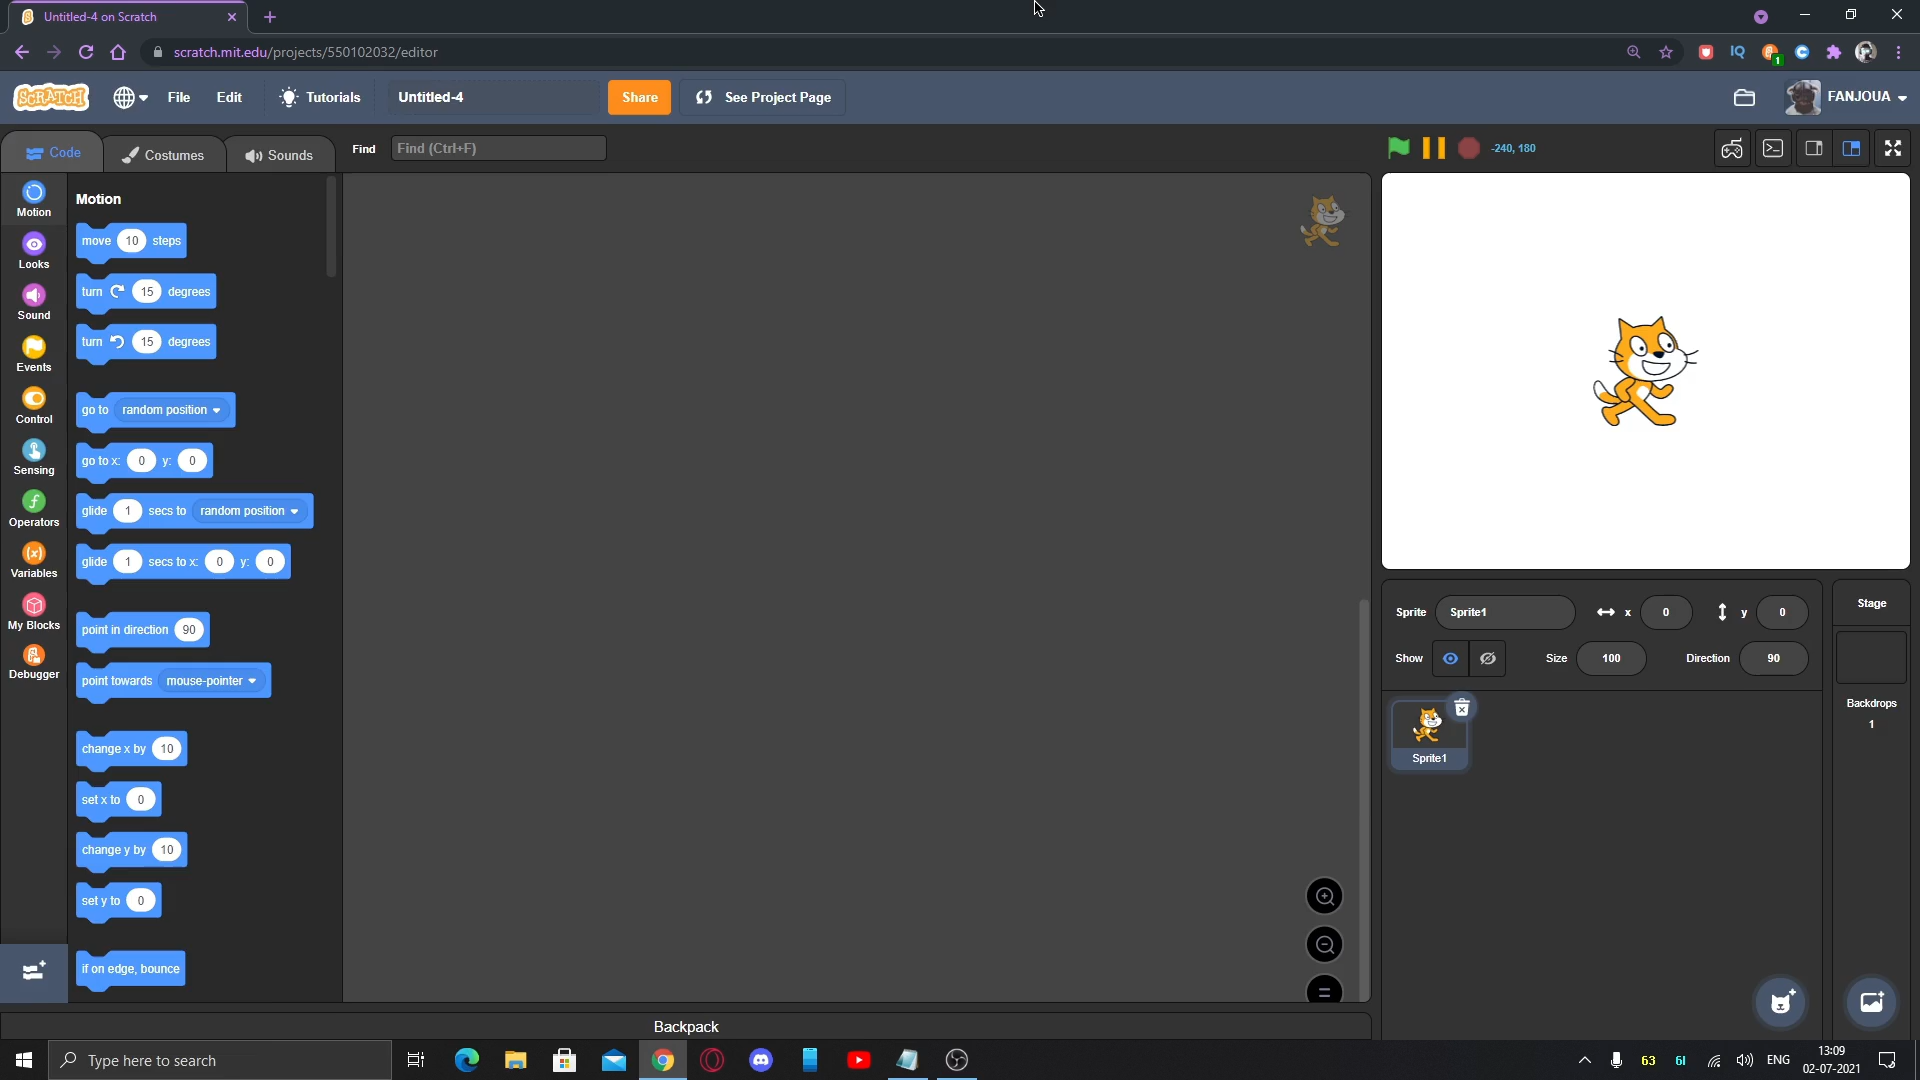 Untitled-4 on Scratch
scratch.mit.edu/projects/550102032/editor
IQ
1
SCRATCH
File
Edit
Tutorials
Untitled-4
Share
See Project Page
FANJOUA
Code
Costumes
Sounds
Find
Find (Ctrl+F)
-240, 180
Motion
Looks
Sound
Events
Control
Sensing
Operators
Variables
My Blocks
Debugger
Motion
move 10 steps
turn 15 degrees
turn 15 degrees
go to random position
go to x: 0 y: 0
glide 1 secs to random position
glide 1 secs to x: 0 y: 0
point in direction 90
point towards mouse-pointer
change x by 10
set x to 0
change y by 10
set y to 0
if on edge, bounce
Sprite Sprite1 x 0 y 0
Show Size 100 Direction 90
Sprite1
Stage
Backdrops
1
Backpack
Type here to search
63
61
ENG
13:09
02-07-2021